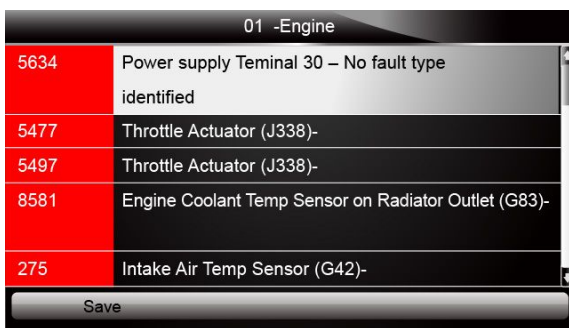 01 -Engine
5634 Power supply Teminal 30 – No fault type
identified
5477 Throttle Actuator (J338)-
5497 Throttle Actuator (J338)-
8581 Engine Coolant Temp Sensor on Radiator Outlet (G83)-
275 Intake Air Temp Sensor (G42)-
Save